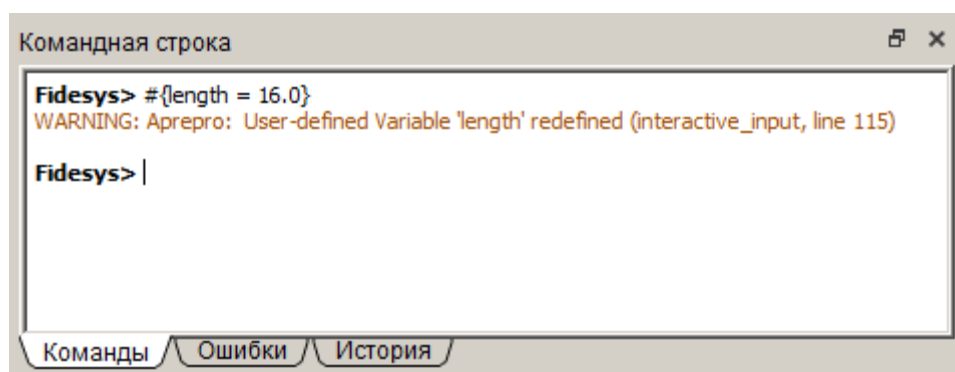 Командная строка
Fidesys> #{length = 16.0}
WARNING: Aprepro: User-defined Variable 'length' redefined (interactive_input, line 115)
Fidesys>
Команды
Ошибки
История